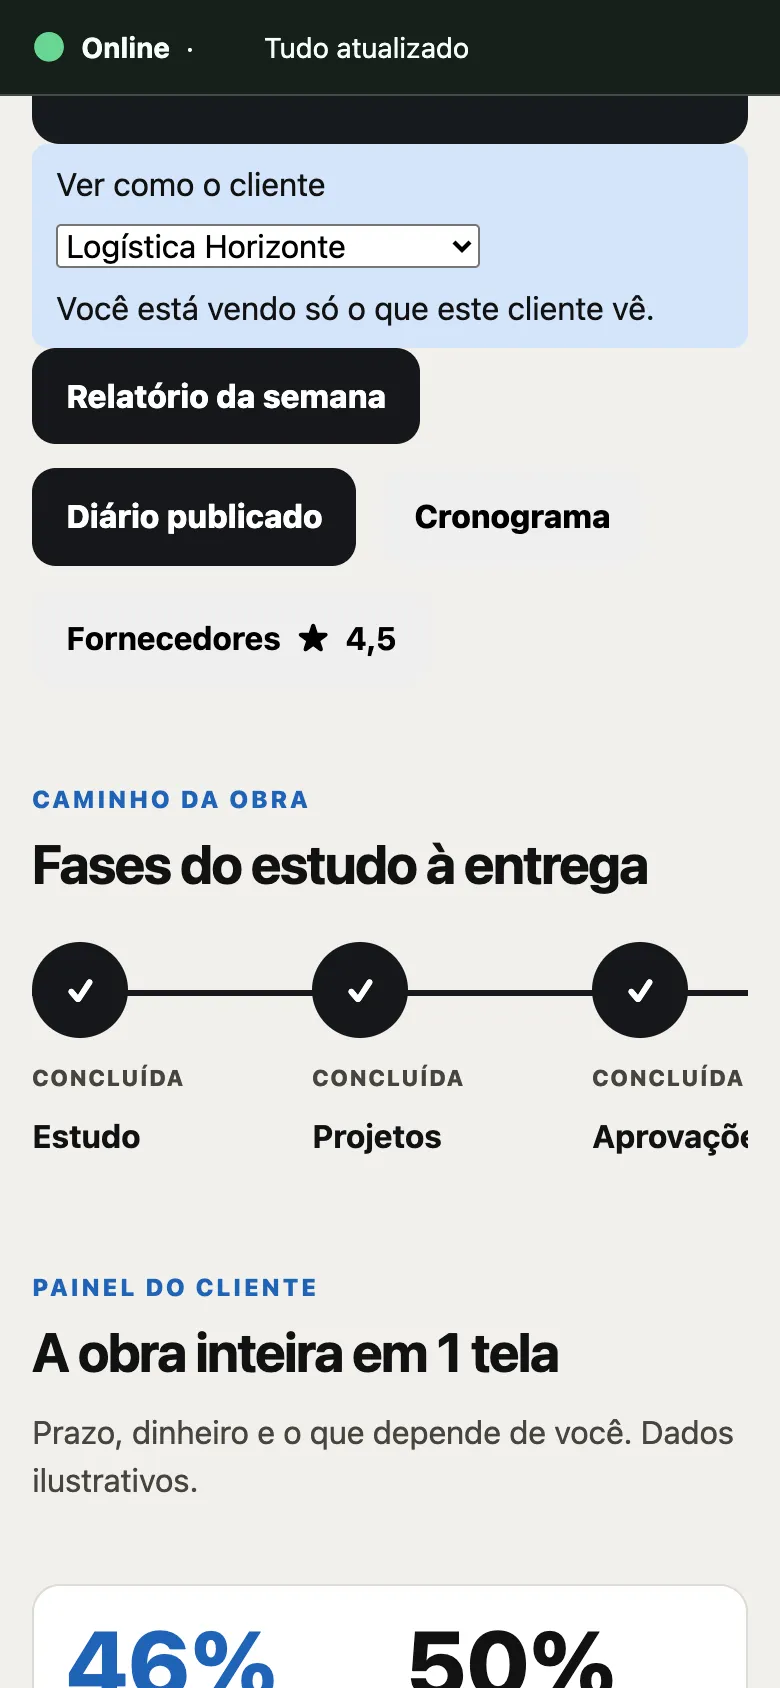 Online · Tudo atualizado
Ver como o cliente
Logística Horizonte
Você está vendo só o que este cliente vê.
Relatório da semana
Diário publicado Cronograma
Fornecedores ★ 4,5
CAMINHO DA OBRA
Fases do estudo à entrega
CONCLUÍDA CONCLUÍDA CONCLUÍDA
Estudo Projetos Aprovaçõe
PAINEL DO CLIENTE
A obra inteira em 1 tela
Prazo, dinheiro e o que depende de você. Dados
ilustrativos.
46% 50%